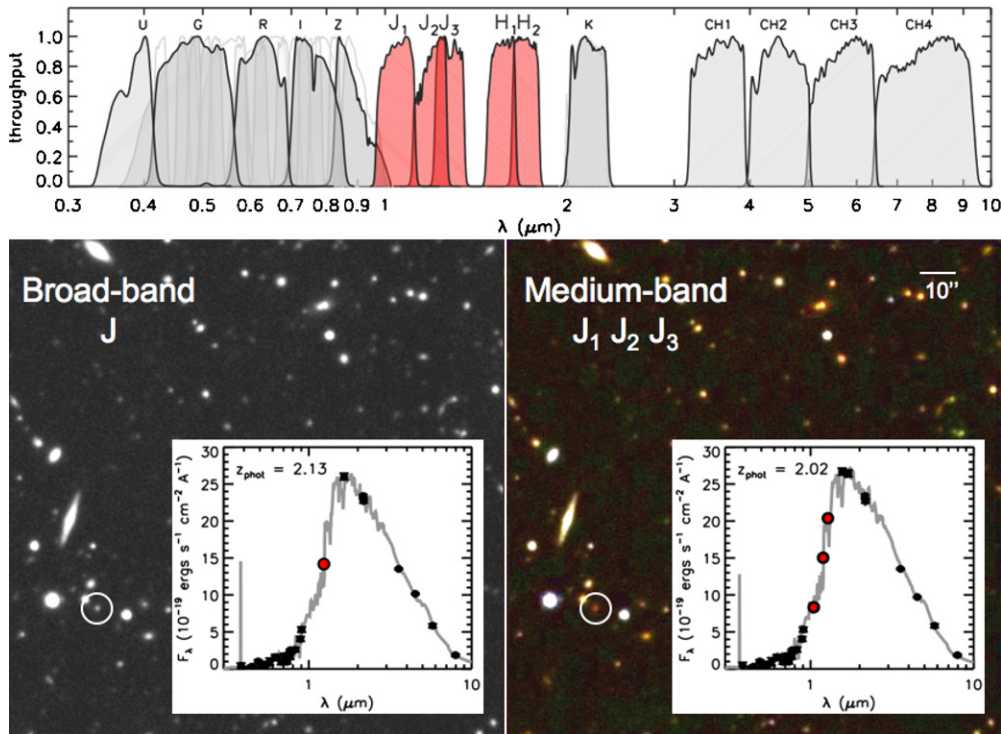 U G R I Z J₁ J₂ J₃ H₁ H₂ K CH1 CH2 CH3 CH4
throughput
1.0
0.8
0.6
0.4
0.2
0.0
0.3 0.4 0.5 0.6 0.7 0.8 0.9 1 2 3 4 5 6 7 8 9 10
λ (μm)
Broad-band
J
Medium-band
J₁ J₂ J₃
10"
z_phot = 2.13
F_λ (10⁻¹⁹ ergs s⁻¹ cm⁻² A⁻¹)
30
25
20
15
10
5
0
1 10
λ (μm)
z_phot = 2.02
F_λ (10⁻¹⁹ ergs s⁻¹ cm⁻² A⁻¹)
30
25
20
15
10
5
0
1 10
λ (μm)